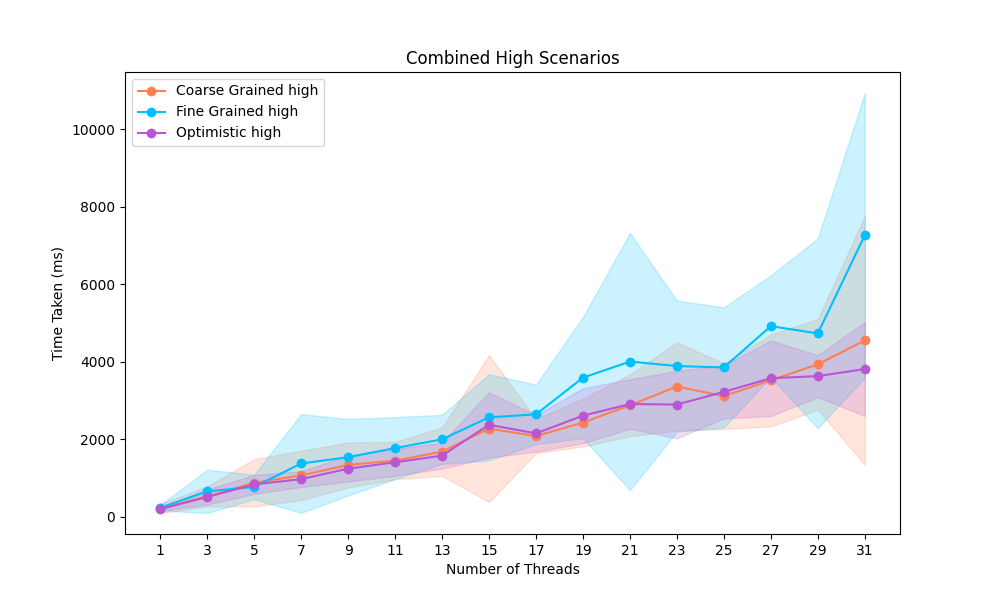 Combined High Scenarios
Coarse Grained high
Fine Grained high
Optimistic high
Time Taken (ms)
10000
8000
6000
4000
2000
0
1 3 5 7 9 11 13 15 17 19 21 23 25 27 29 31
Number of Threads